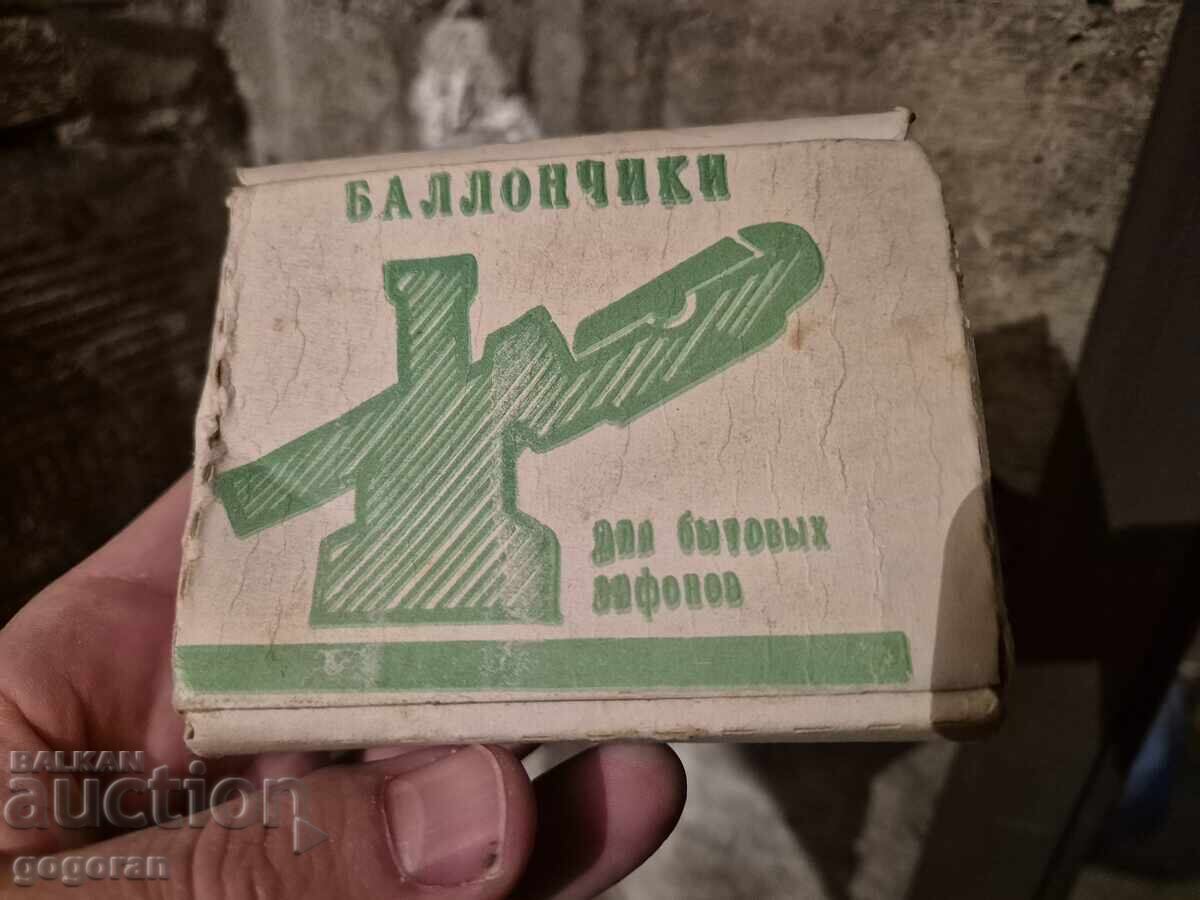 БАЛЛОНЧИКИ
для бытовых
сифонов
BALKAN
auction
gogoran